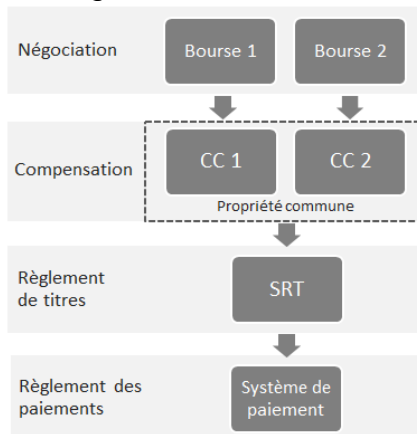 Négociation
Bourse 1
Bourse 2
Compensation
CC 1
CC 2
Propriété commune
Règlement
de titres
SRT
Règlement des
paiements
Système de
paiement